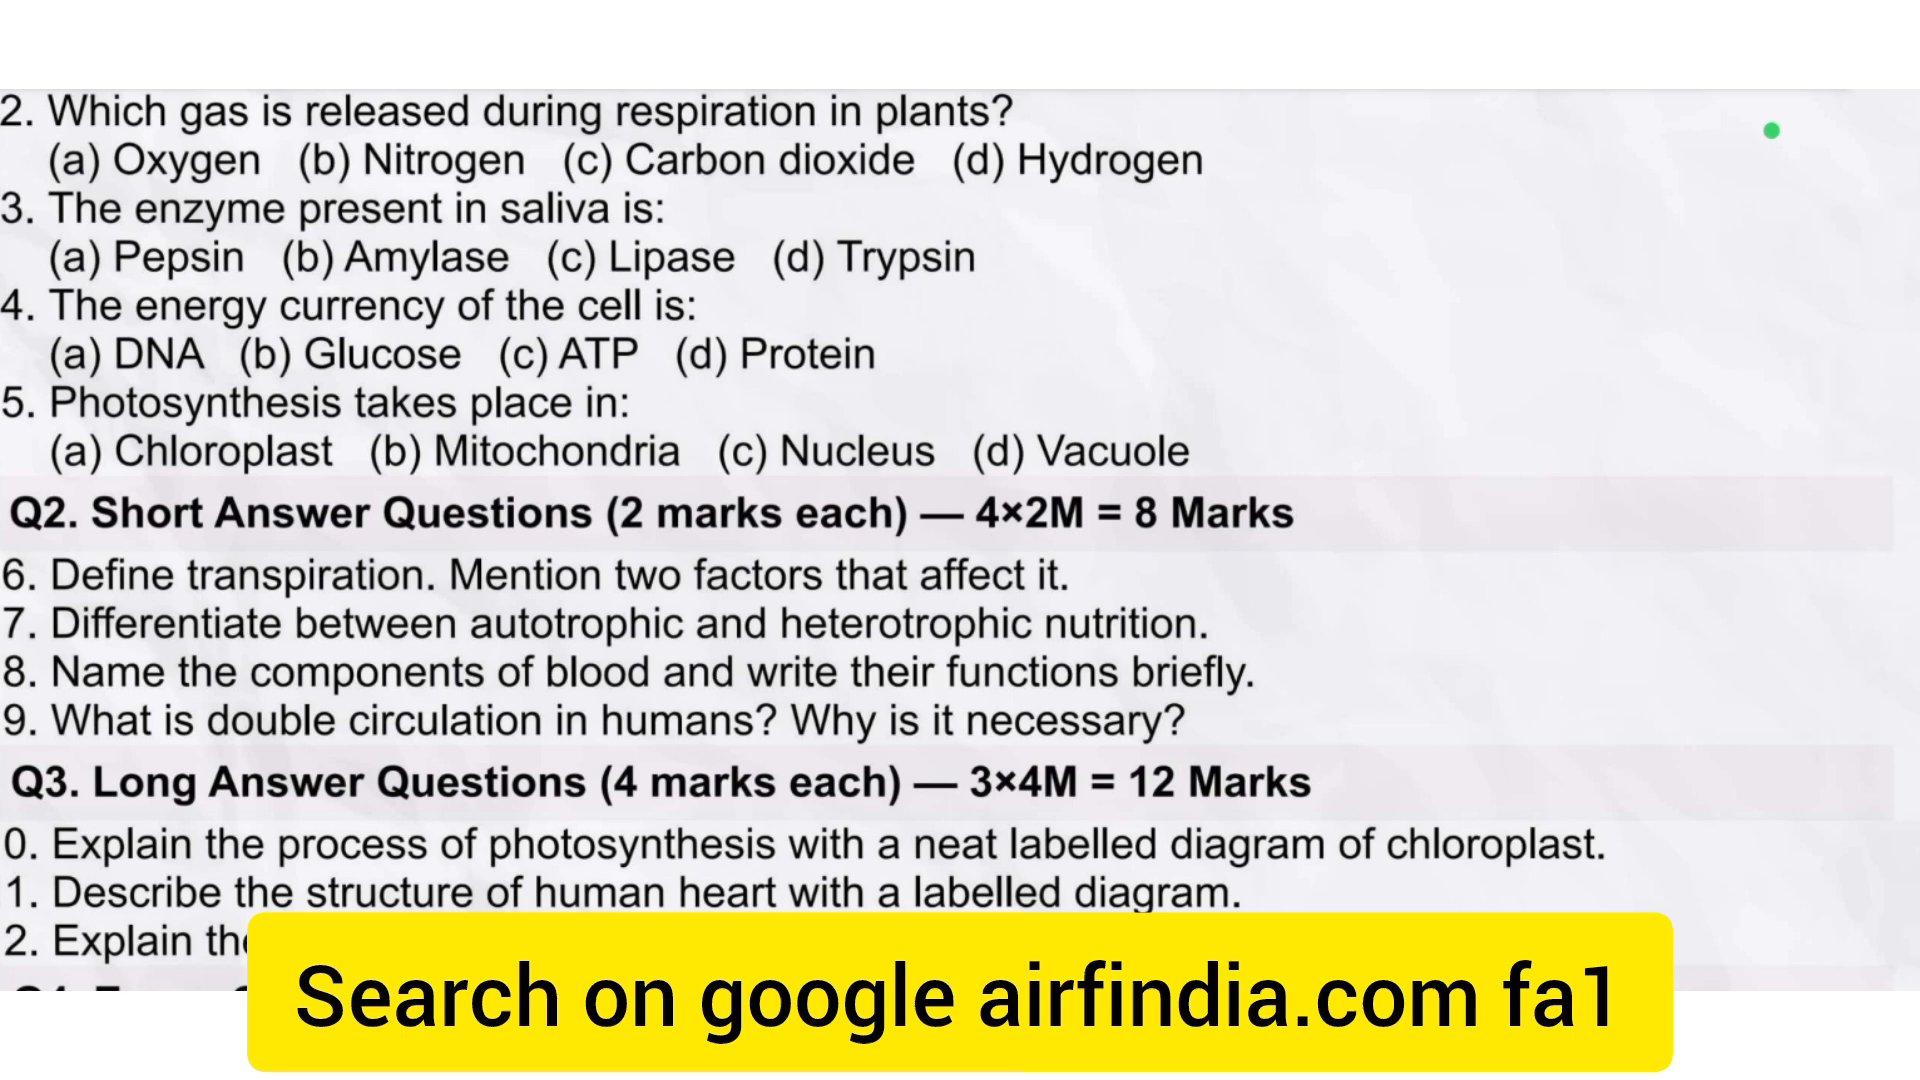 2. Which gas is released during respiration in plants?
(a) Oxygen (b) Nitrogen (c) Carbon dioxide (d) Hydrogen
3. The enzyme present in saliva is:
(a) Pepsin (b) Amylase (c) Lipase (d) Trypsin
4. The energy currency of the cell is:
(a) DNA (b) Glucose (c) ATP (d) Protein
5. Photosynthesis takes place in:
(a) Chloroplast (b) Mitochondria (c) Nucleus (d) Vacuole
Q2. Short Answer Questions (2 marks each) — 4×2M = 8 Marks
6. Define transpiration. Mention two factors that affect it.
7. Differentiate between autotrophic and heterotrophic nutrition.
8. Name the components of blood and write their functions briefly.
9. What is double circulation in humans? Why is it necessary?
Q3. Long Answer Questions (4 marks each) — 3×4M = 12 Marks
0. Explain the process of photosynthesis with a neat labelled diagram of chloroplast.
1. Describe the structure of human heart with a labelled diagram.
2. Explain
Search on google airfindia.com fa1